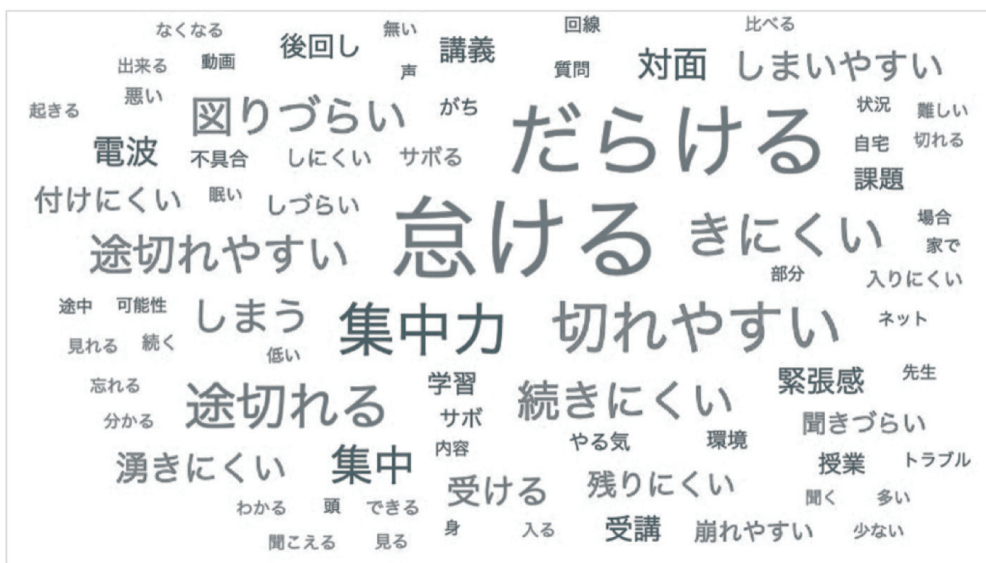 なくなる 後回し 無い 講義 回線 比べる
出来る 動画 声 質問 対面 しまいやすい
起きる 悪い 図りづらい がち だらける 状況 難しい
電波 不具合 しにくい サボる 自宅 切れる
課題
付けにくい 眠い しづらい 怠ける きにくい 場合
途切れやすい 家で
部分 入りにくい
途中 可能性 しまう 集中力 切れやすい ネット
見れる 続く 低い
忘れる 途切れる 学習 続きにくい 緊張感 先生
分かる サボ 聞きづらい
内容 やる気 環境
湧きにくい 集中 授業 トラブル
受ける 残りにくい 聞く 多い
わかる 頭 できる
聞こえる 見る 身 入る 受講 崩れやすい 少ない